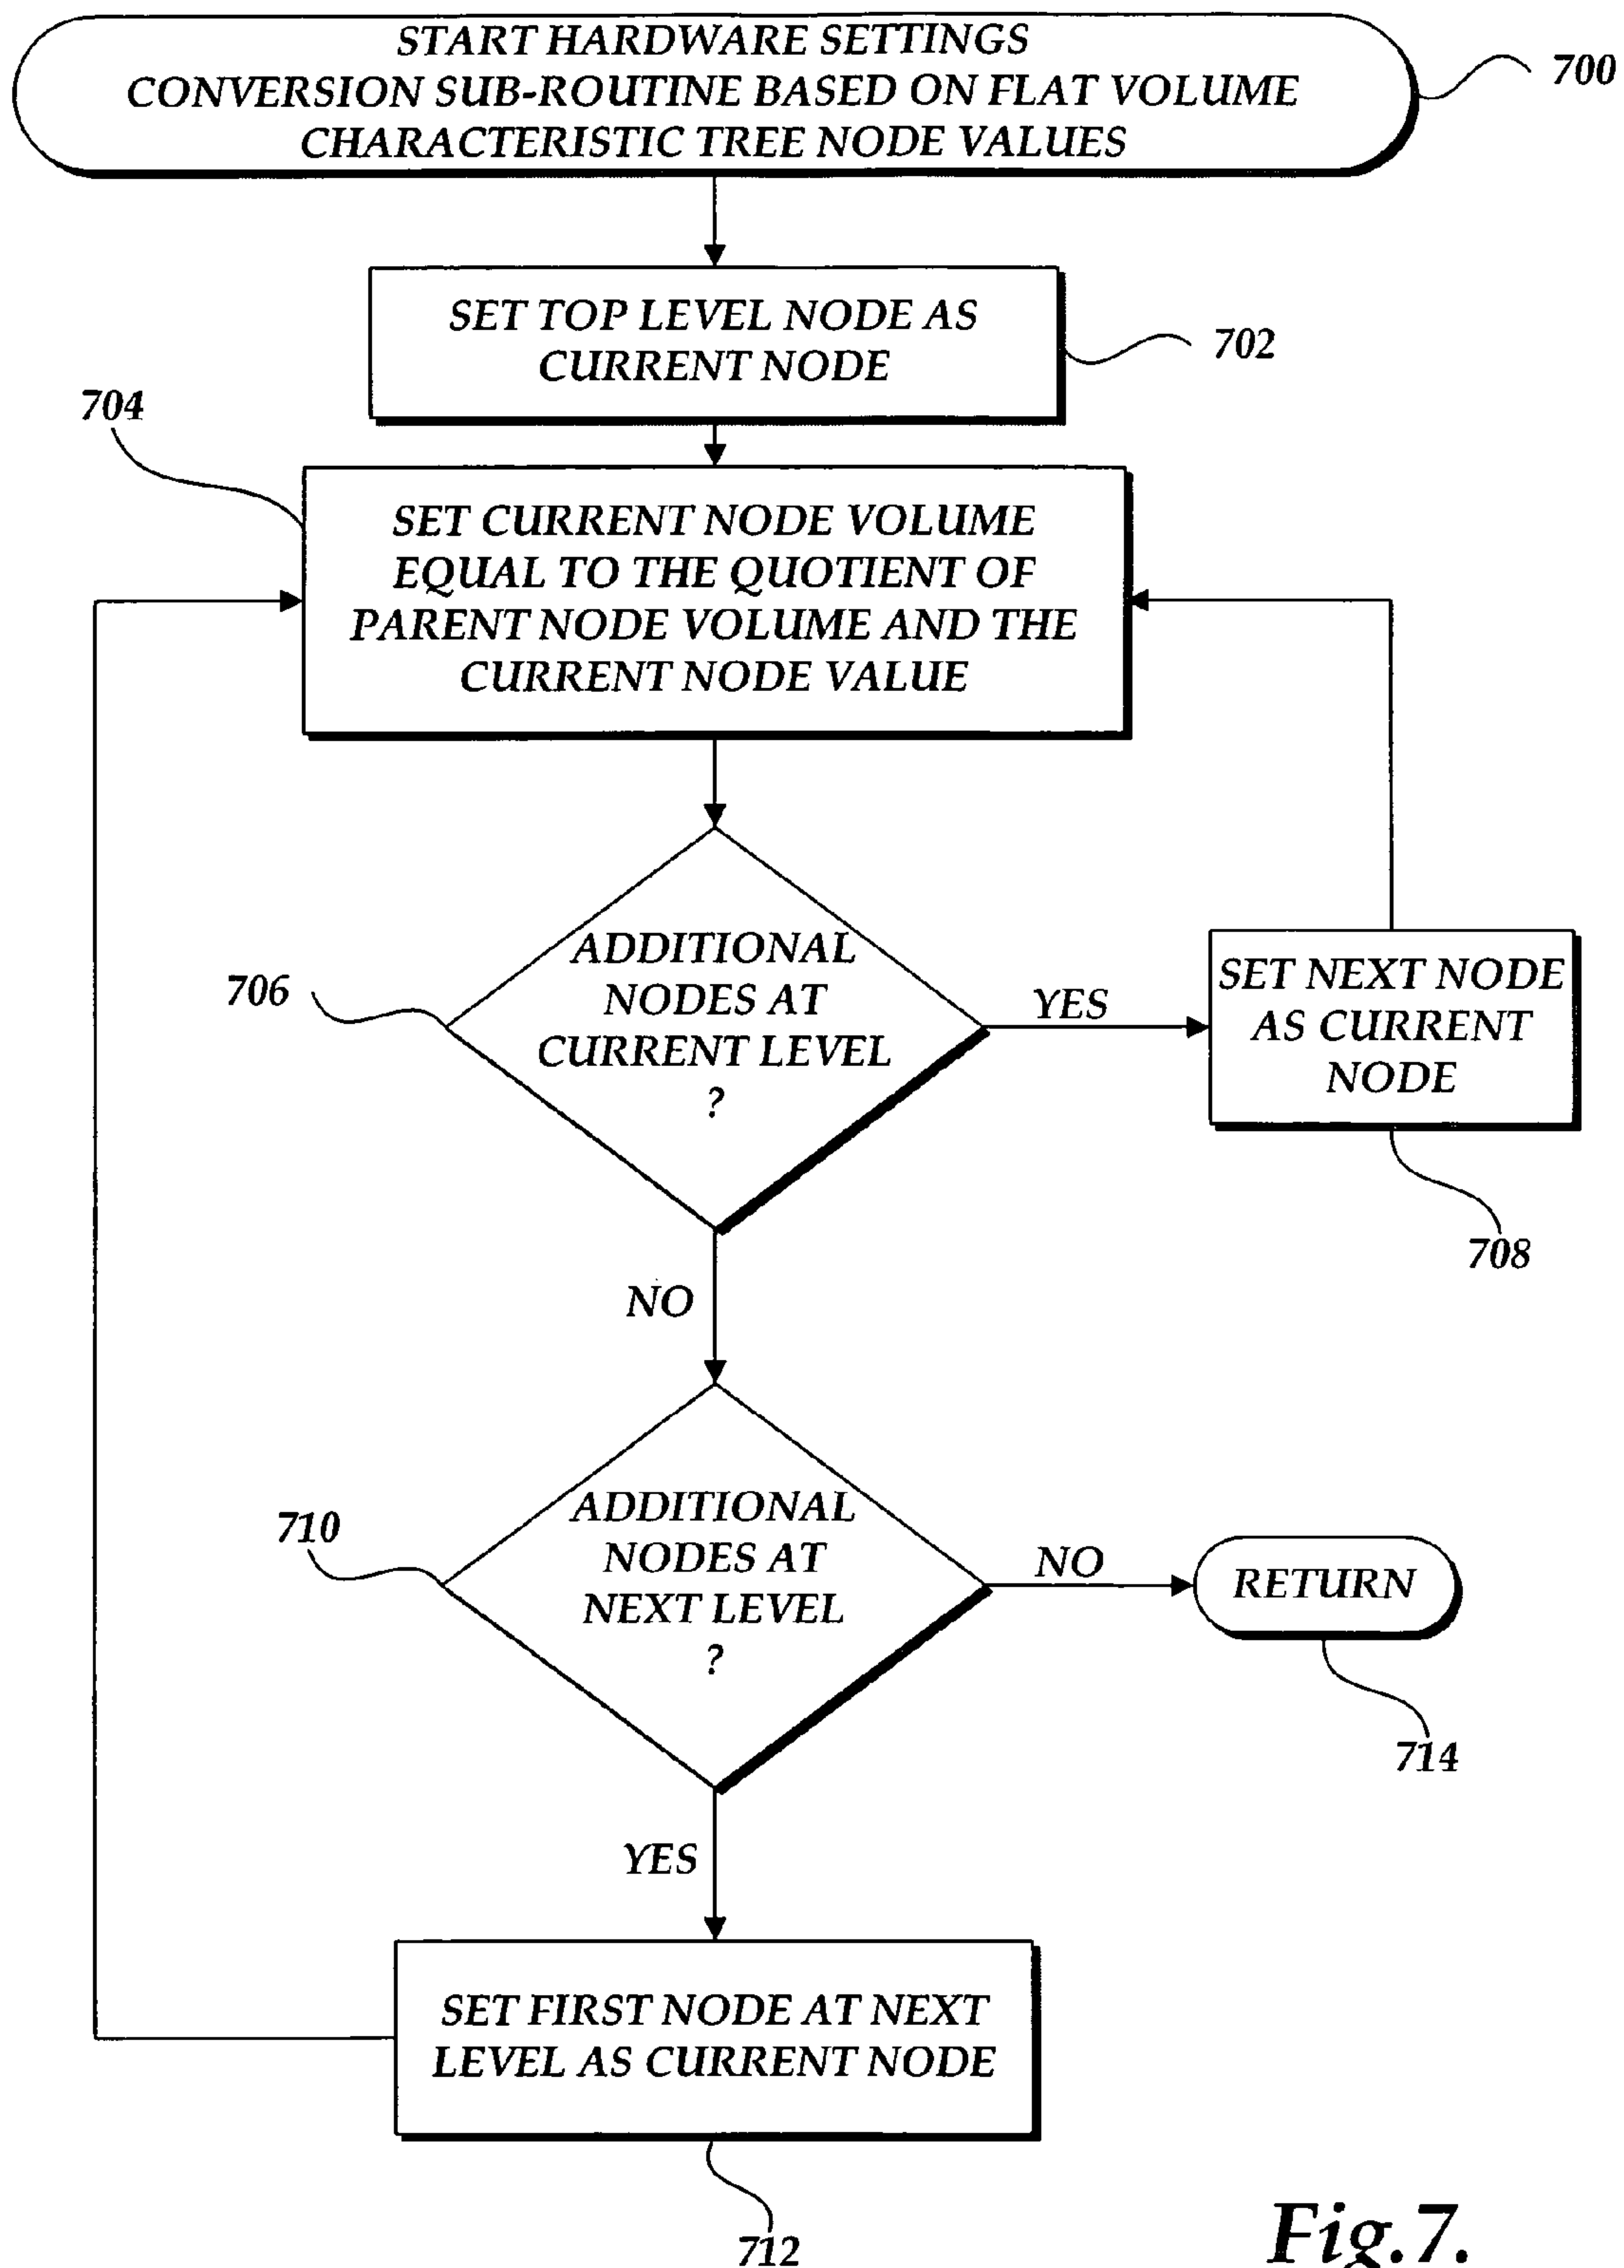 START HARDWARE SETTINGS
CONVERSION SUB-ROUTINE BASED ON FLAT VOLUME
CHARACTERISTIC TREE NODE VALUES
700
SET TOP LEVEL NODE AS
CURRENT NODE
702
704
SET CURRENT NODE VOLUME
EQUAL TO THE QUOTIENT OF
PARENT NODE VOLUME AND THE
CURRENT NODE VALUE
706
ADDITIONAL
NODES AT
CURRENT LEVEL
?
YES
SET NEXT NODE
AS CURRENT
NODE
708
NO
710
ADDITIONAL
NODES AT
NEXT LEVEL
?
NO
RETURN
714
YES
SET FIRST NODE AT NEXT
LEVEL AS CURRENT NODE
712
Fig.7.